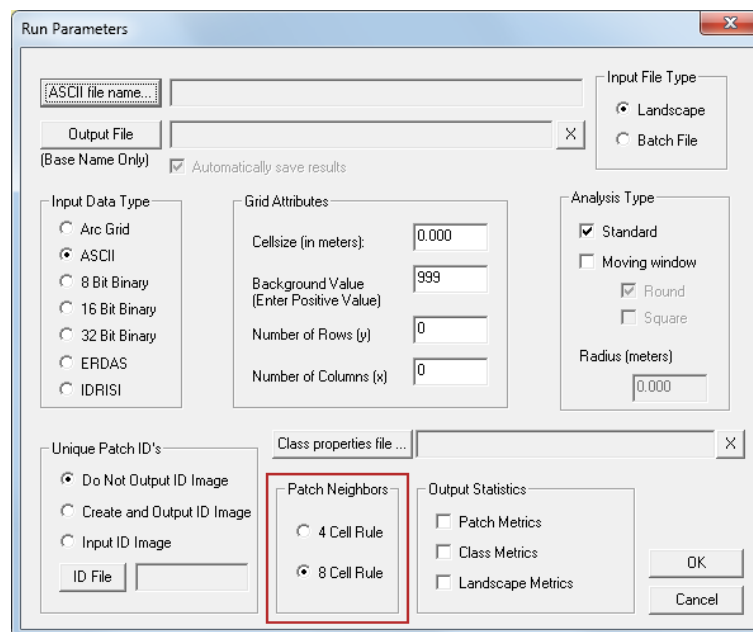 Run Parameters
X
ASCII file name...
Output File
X
(Base Name Only)
Automatically save results
Input File Type
Landscape
Batch File
Input Data Type
Arc Grid
ASCII
8 Bit Binary
16 Bit Binary
32 Bit Binary
ERDAS
IDRISI
Grid Attributes
Cellsize (in meters):
0.000
Background Value
(Enter Positive Value)
999
Number of Rows (y)
0
Number of Columns (x)
0
Analysis Type
Standard
Moving window
Round
Square
Radius (meters)
0.000
Class properties file ...
X
Unique Patch ID's
Do Not Output ID Image
Create and Output ID Image
Input ID Image
ID File
Patch Neighbors
4 Cell Rule
8 Cell Rule
Output Statistics
Patch Metrics
Class Metrics
Landscape Metrics
OK
Cancel